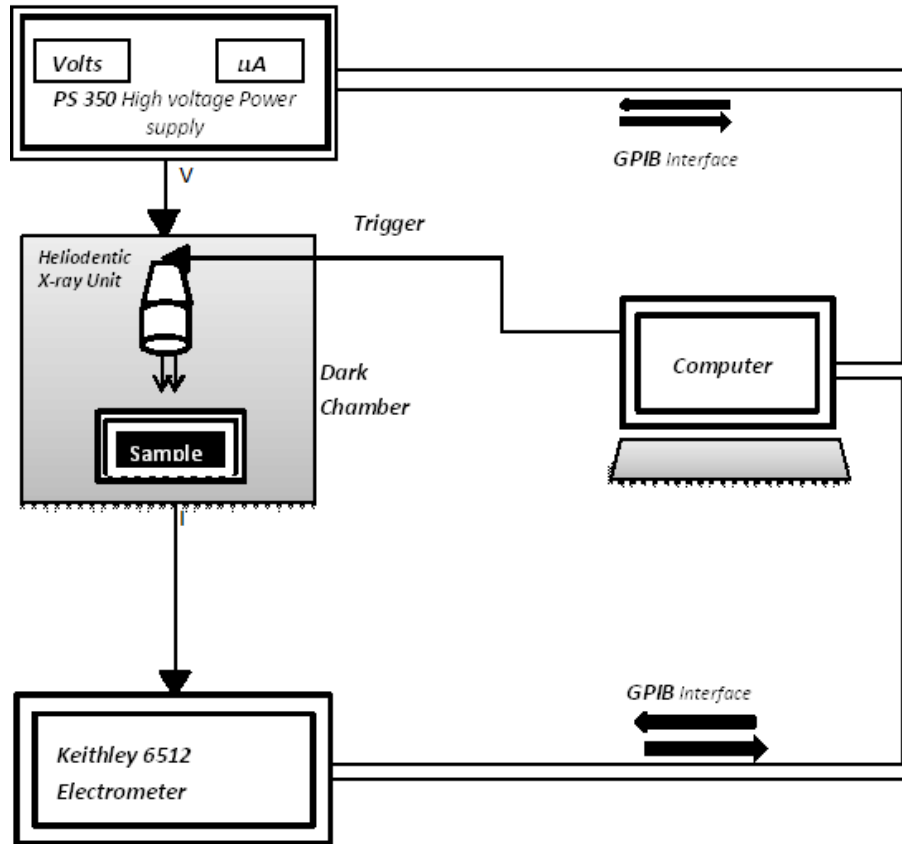 Volts
uA
PS 350 High voltage Power
supply
GPIB Interface
V
Trigger
Heliodentic
X-ray Unit
Dark
Chamber
Computer
Sample
I
GPIB Interface
Keithley 6512
Electrometer